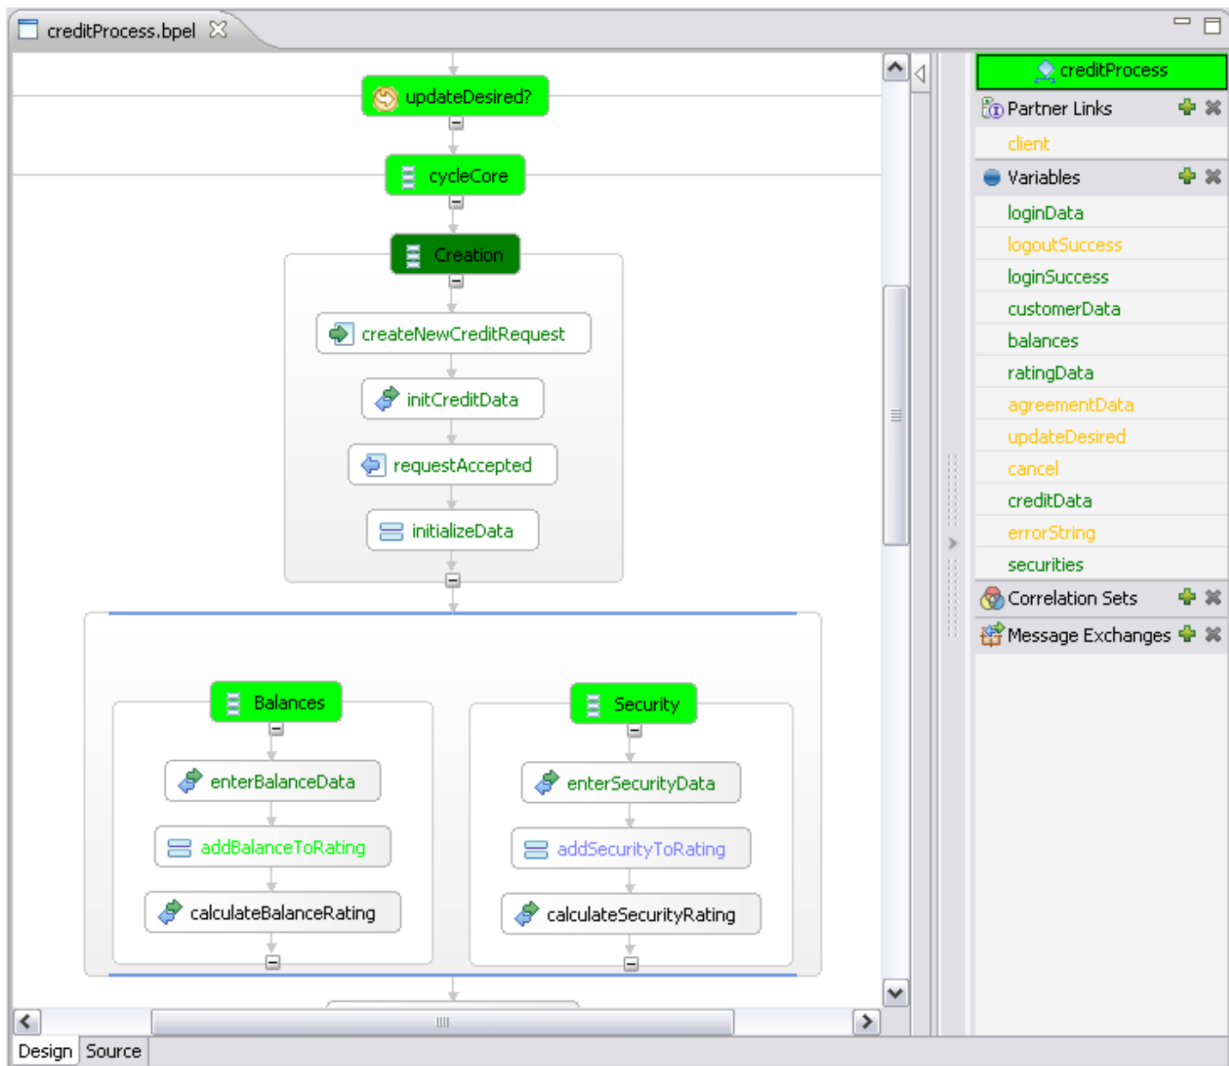 creditProcess.bpel
updateDesired?
cycleCore
Creation
createNewCreditRequest
initCreditData
requestAccepted
initializeData
Balances
Security
enterBalanceData
enterSecurityData
addBalanceToRating
addSecurityToRating
calculateBalanceRating
calculateSecurityRating
Design
Source
creditProcess
Partner Links
client
Variables
loginData
logoutSuccess
loginSuccess
customerData
balances
ratingData
agreementData
updateDesired
cancel
creditData
errorString
securities
Correlation Sets
Message Exchanges